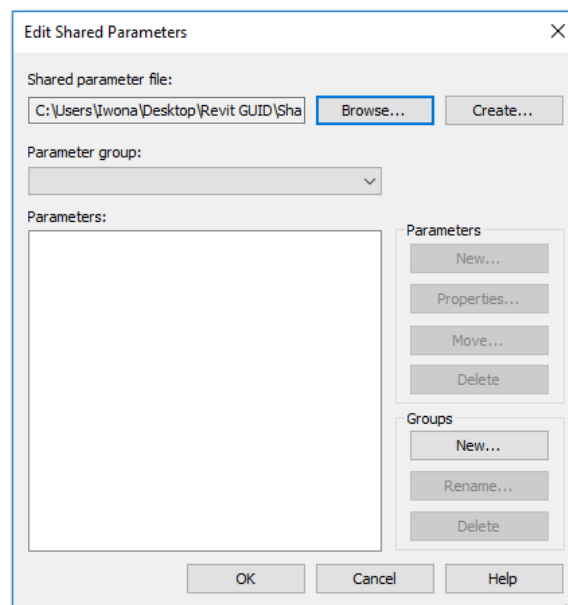 Edit Shared Parameters
Shared parameter file:
C:\Users\Iwona\Desktop\Revit GUID\Sha
Browse...
Create...
Parameter group:
Parameters:
Parameters
New...
Properties...
Move...
Delete
Groups
New...
Rename...
Delete
OK
Cancel
Help